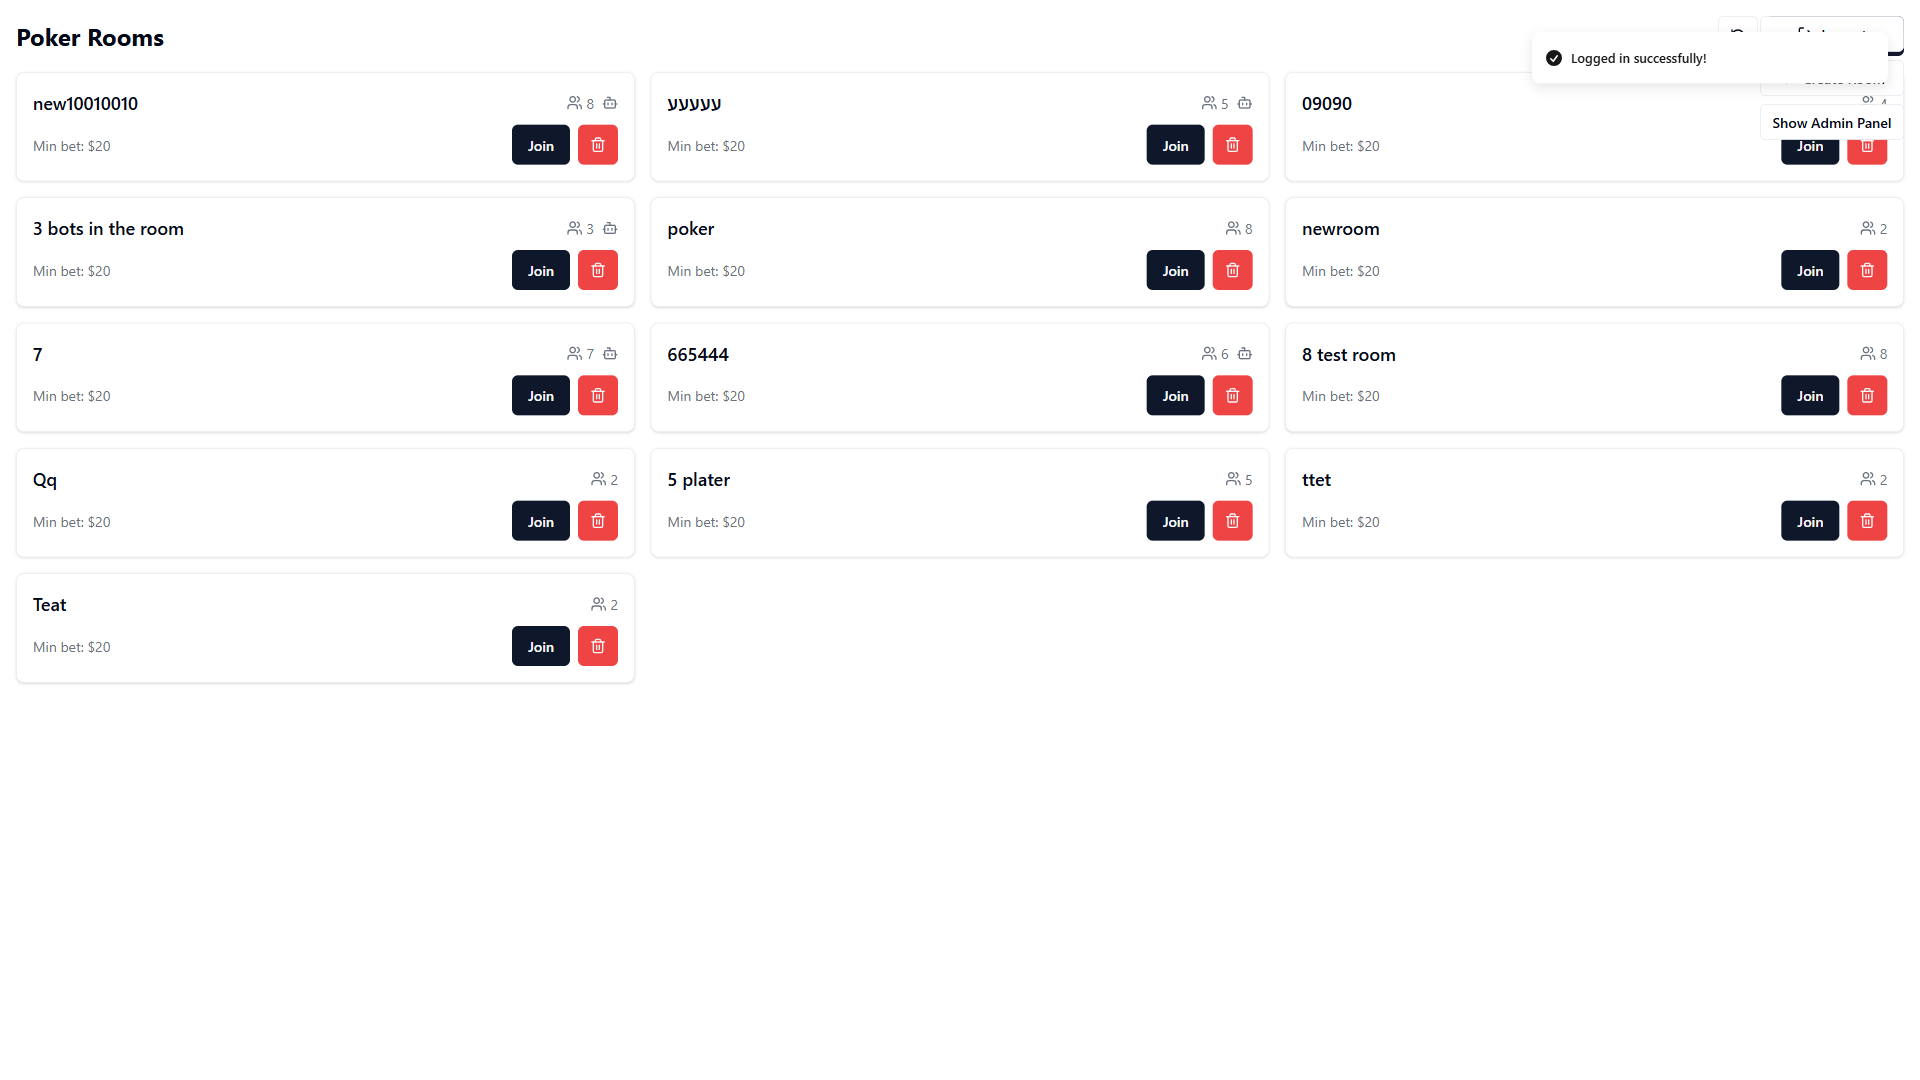 Poker Rooms
Logged in successfully!
Show Admin Panel
new10010010
8
Min bet: $20
Join
עעעעע
5
Min bet: $20
Join
09090
Min bet: $20
Join
3 bots in the room
3
Min bet: $20
Join
poker
8
Min bet: $20
Join
newroom
2
Min bet: $20
Join
7
7
Min bet: $20
Join
665444
6
Min bet: $20
Join
8 test room
8
Min bet: $20
Join
Qq
2
Min bet: $20
Join
5 plater
5
Min bet: $20
Join
ttet
2
Min bet: $20
Join
Teat
2
Min bet: $20
Join